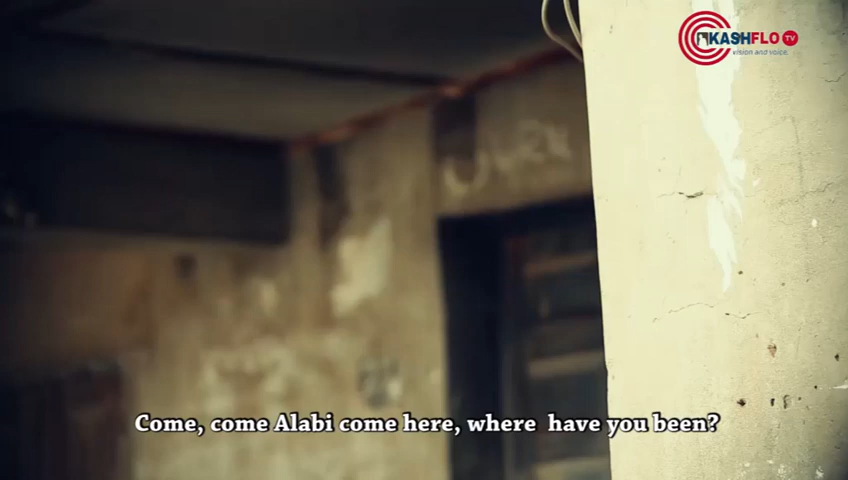 KASHFLO TV
vision and voice
Come, come Alabi come here, where  have you been?